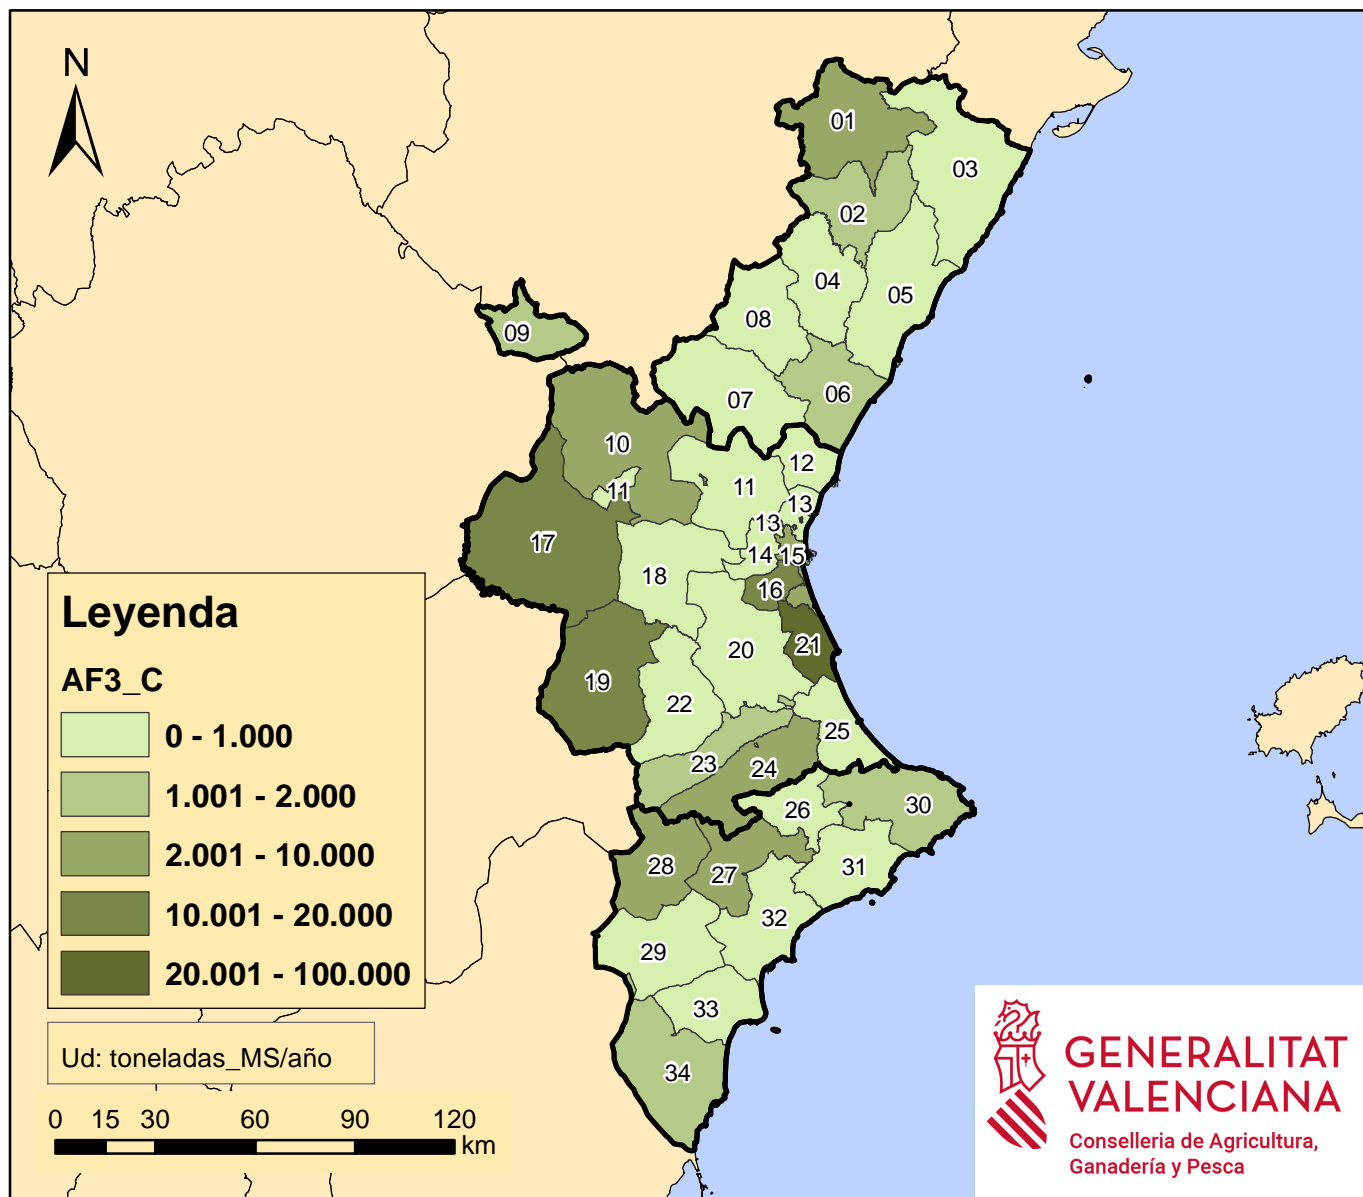 N
01
03
02
04
05
08
09
06
07
10
12
11
11
13
13
17
14
15
18
16
20
21
19
22
25
23
24
26
30
28
27
31
32
29
33
34
Leyenda
AF3_C
0 - 1.000
1.001 - 2.000
2.001 - 10.000
10.001 - 20.000
20.001 - 100.000
Ud: toneladas_MS/año
0 15 30 60 90 120
km
GENERALITAT
VALENCIANA
Conselleria de Agricultura,
Ganadería y Pesca